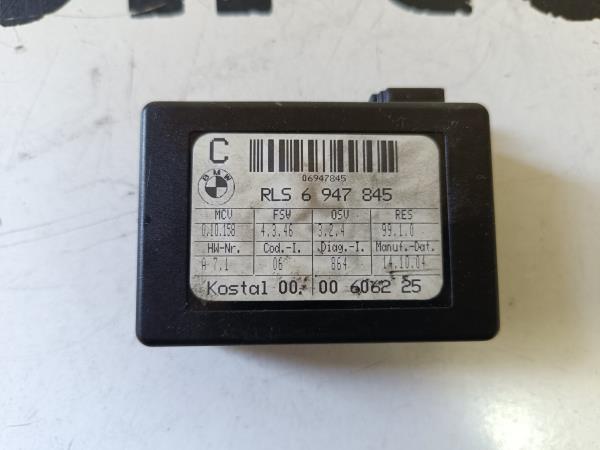 C
06947845
BMW
RLS 6 947 845
MCV FSW OSV RES
0.10.158 4.3.46 3.2.4 99.1.0
HW-Nr. Cod.-I. Diag.-I. Manuf.-Dat.
A 7.1 06 864 14.10.04
Kostal 00. 00 6062 25